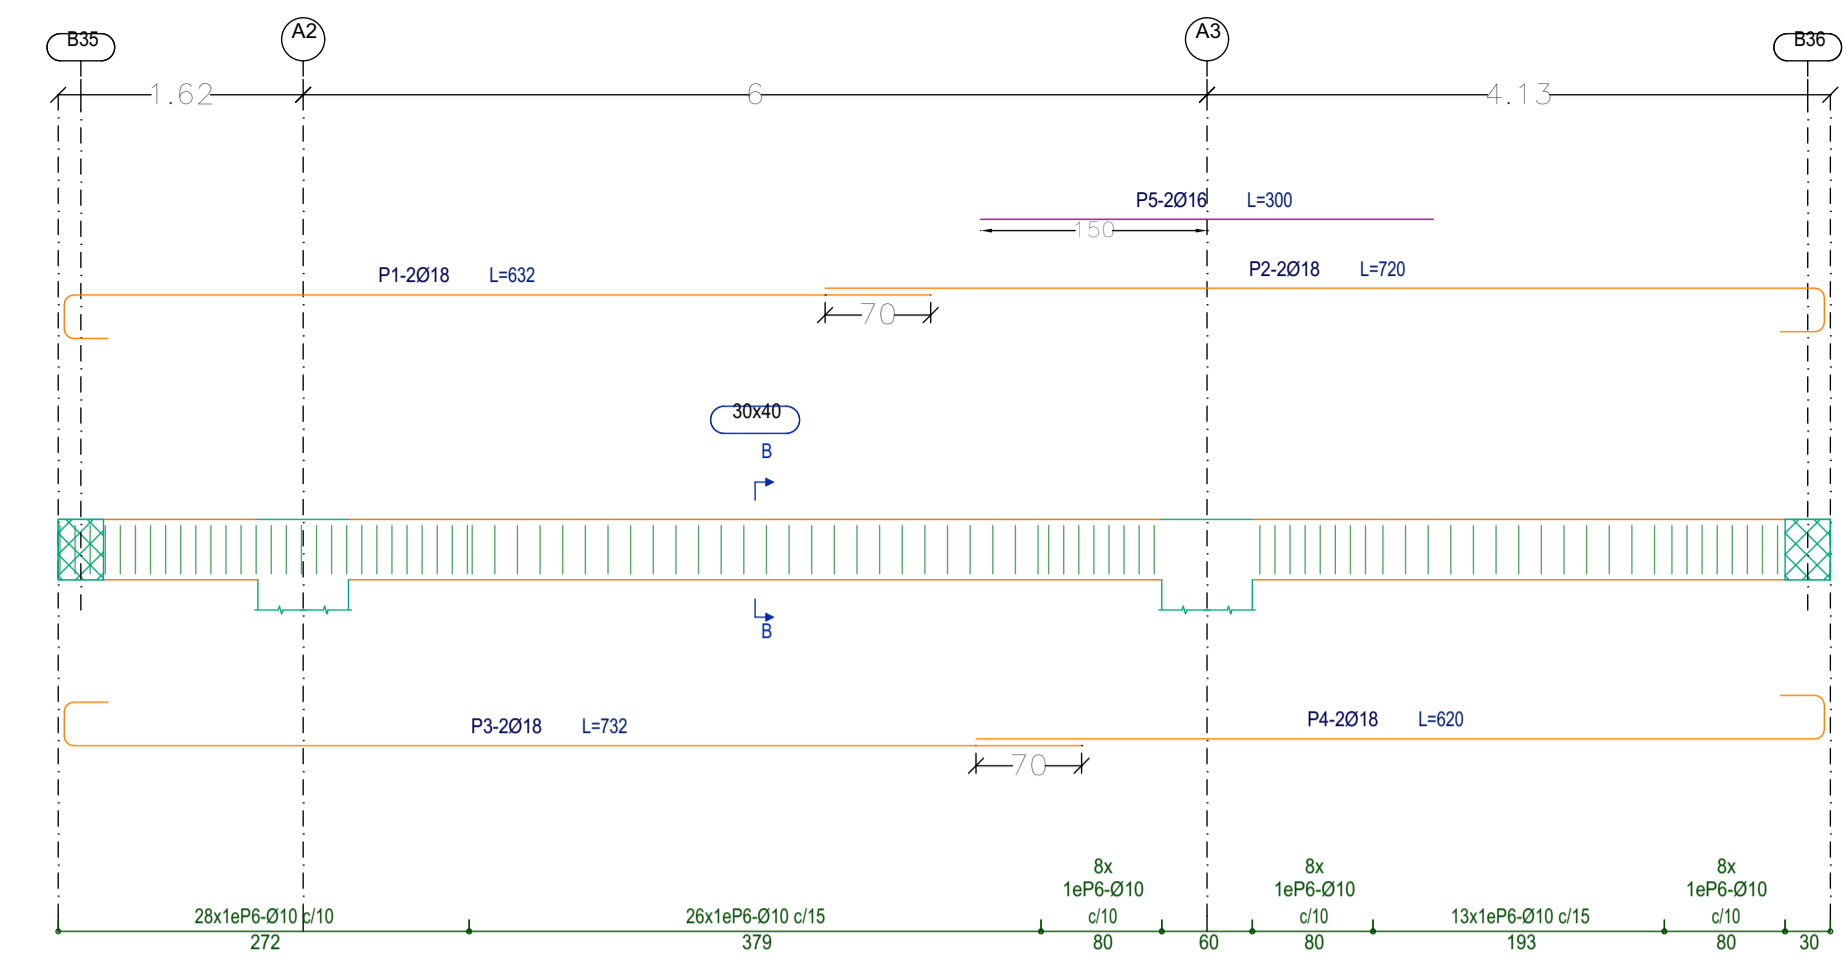 B35
A2
A3
B36
1.62
6
4.13
P5-2Ø16 L=300
150
P1-2Ø18 L=632
P2-2Ø18 L=720
70
30x40
B
B
P3-2Ø18 L=732
P4-2Ø18 L=620
70
8x
1eP6-Ø10
c/10
8x
1eP6-Ø10
c/10
8x
1eP6-Ø10
c/10
28x1eP6-Ø10 c/10
26x1eP6-Ø10 c/15
13x1eP6-Ø10 c/15
272
379
80
60
80
193
80
30